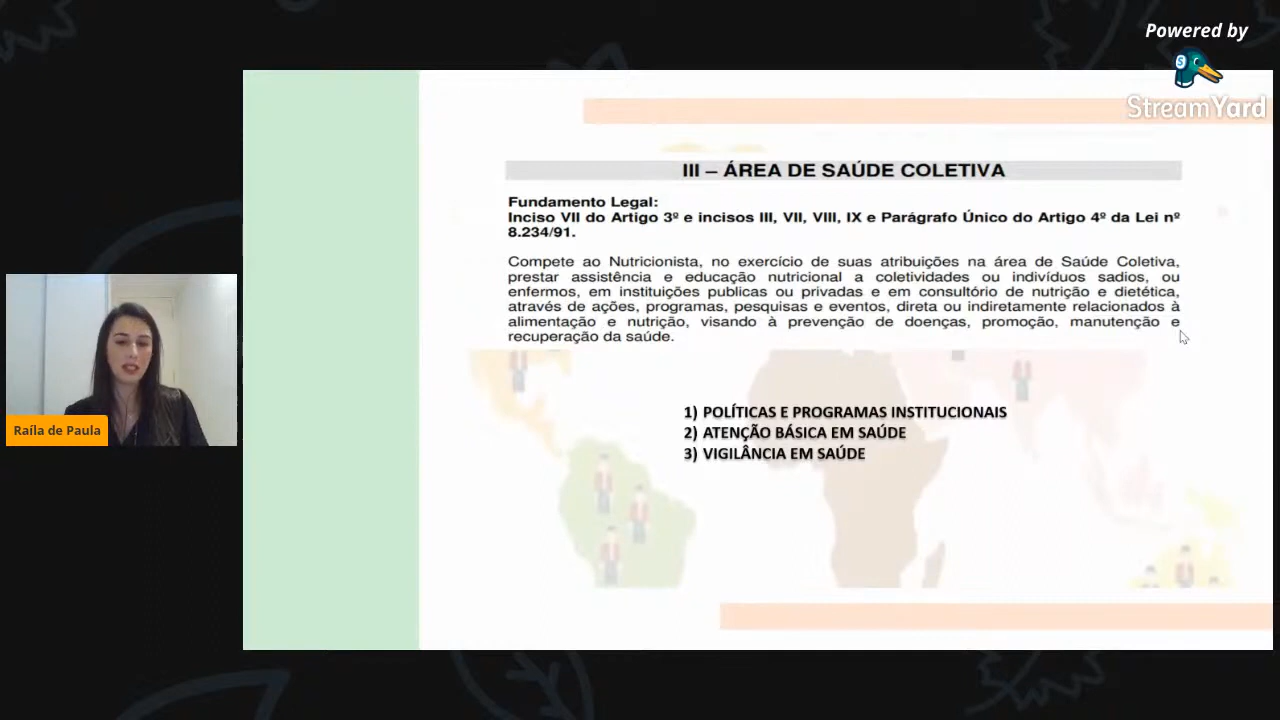 Powered by
StreamYard
III – ÁREA DE SAÚDE COLETIVA
Fundamento Legal:
Inciso VII do Artigo 3º e incisos III, VII, VIII, IX e Parágrafo Único do Artigo 4º da Lei nº
8.234/91.
Compete ao Nutricionista, no exercício de suas atribuições na área de Saúde Coletiva,
prestar assistência e educação nutricional a coletividades ou indivíduos sadios, ou
enfermos, em instituições publicas ou privadas e em consultório de nutrição e dietética,
através de ações, programas, pesquisas e eventos, direta ou indiretamente relacionados à
alimentação e nutrição, visando à prevenção de doenças, promoção, manutenção e
recuperação da saúde.
1) POLÍTICAS E PROGRAMAS INSTITUCIONAIS
2) ATENÇÃO BÁSICA EM SAÚDE
3) VIGILÂNCIA EM SAÚDE
Raíla de Paula